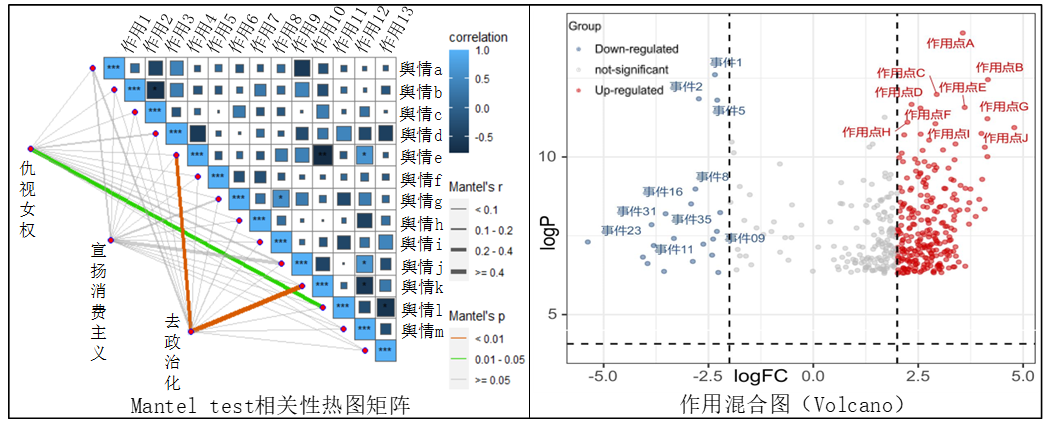 作用1
作用2
作用3
作用4
作用5
作用6
作用7
作用8
作用9
作用10
作用11
作用12
作用13
舆情a
舆情b
舆情c
舆情d
舆情e
舆情f
舆情g
舆情h
舆情i
舆情j
舆情k
舆情l
舆情m
仇视女权
宣扬消费主义
去政治化
correlation
1.0
0.5
0.0
-0.5
Mantel's r
< 0.1
0.1 - 0.2
0.2 - 0.4
>= 0.4
Mantel's p
< 0.01
0.01 - 0.05
>= 0.05
Mantel test相关性热图矩阵
Group
Down-regulated
not-significant
Up-regulated
事件1
事件2
事件5
事件8
事件16
事件31
事件35
事件23
事件09
事件11
作用点A
作用点B
作用点C
作用点E
作用点D
作用点G
作用点F
作用点H
作用点I
作用点J
logP
10
5
-5.0
-2.5
logFC
0.0
2.5
5.0
作用混合图（Volcano）